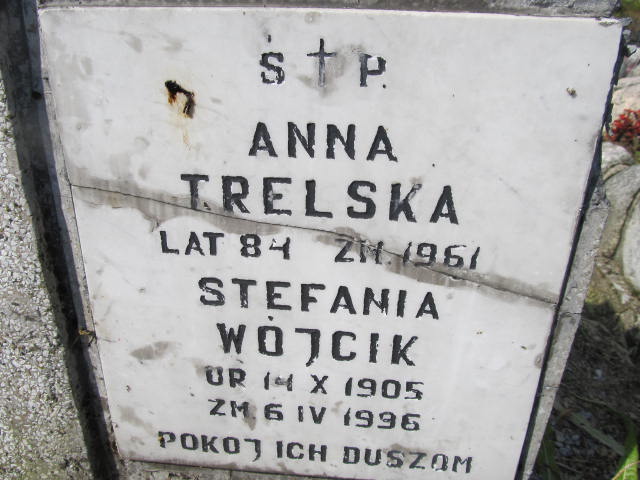 Ś † P.
ANNA
TRELSKA
LAT 84 ZM. 1961
STEFANIA
WÓJCIK
UR 14 X 1905
ZM. 6 IV 1996
POKOJ ICH DUSZOM